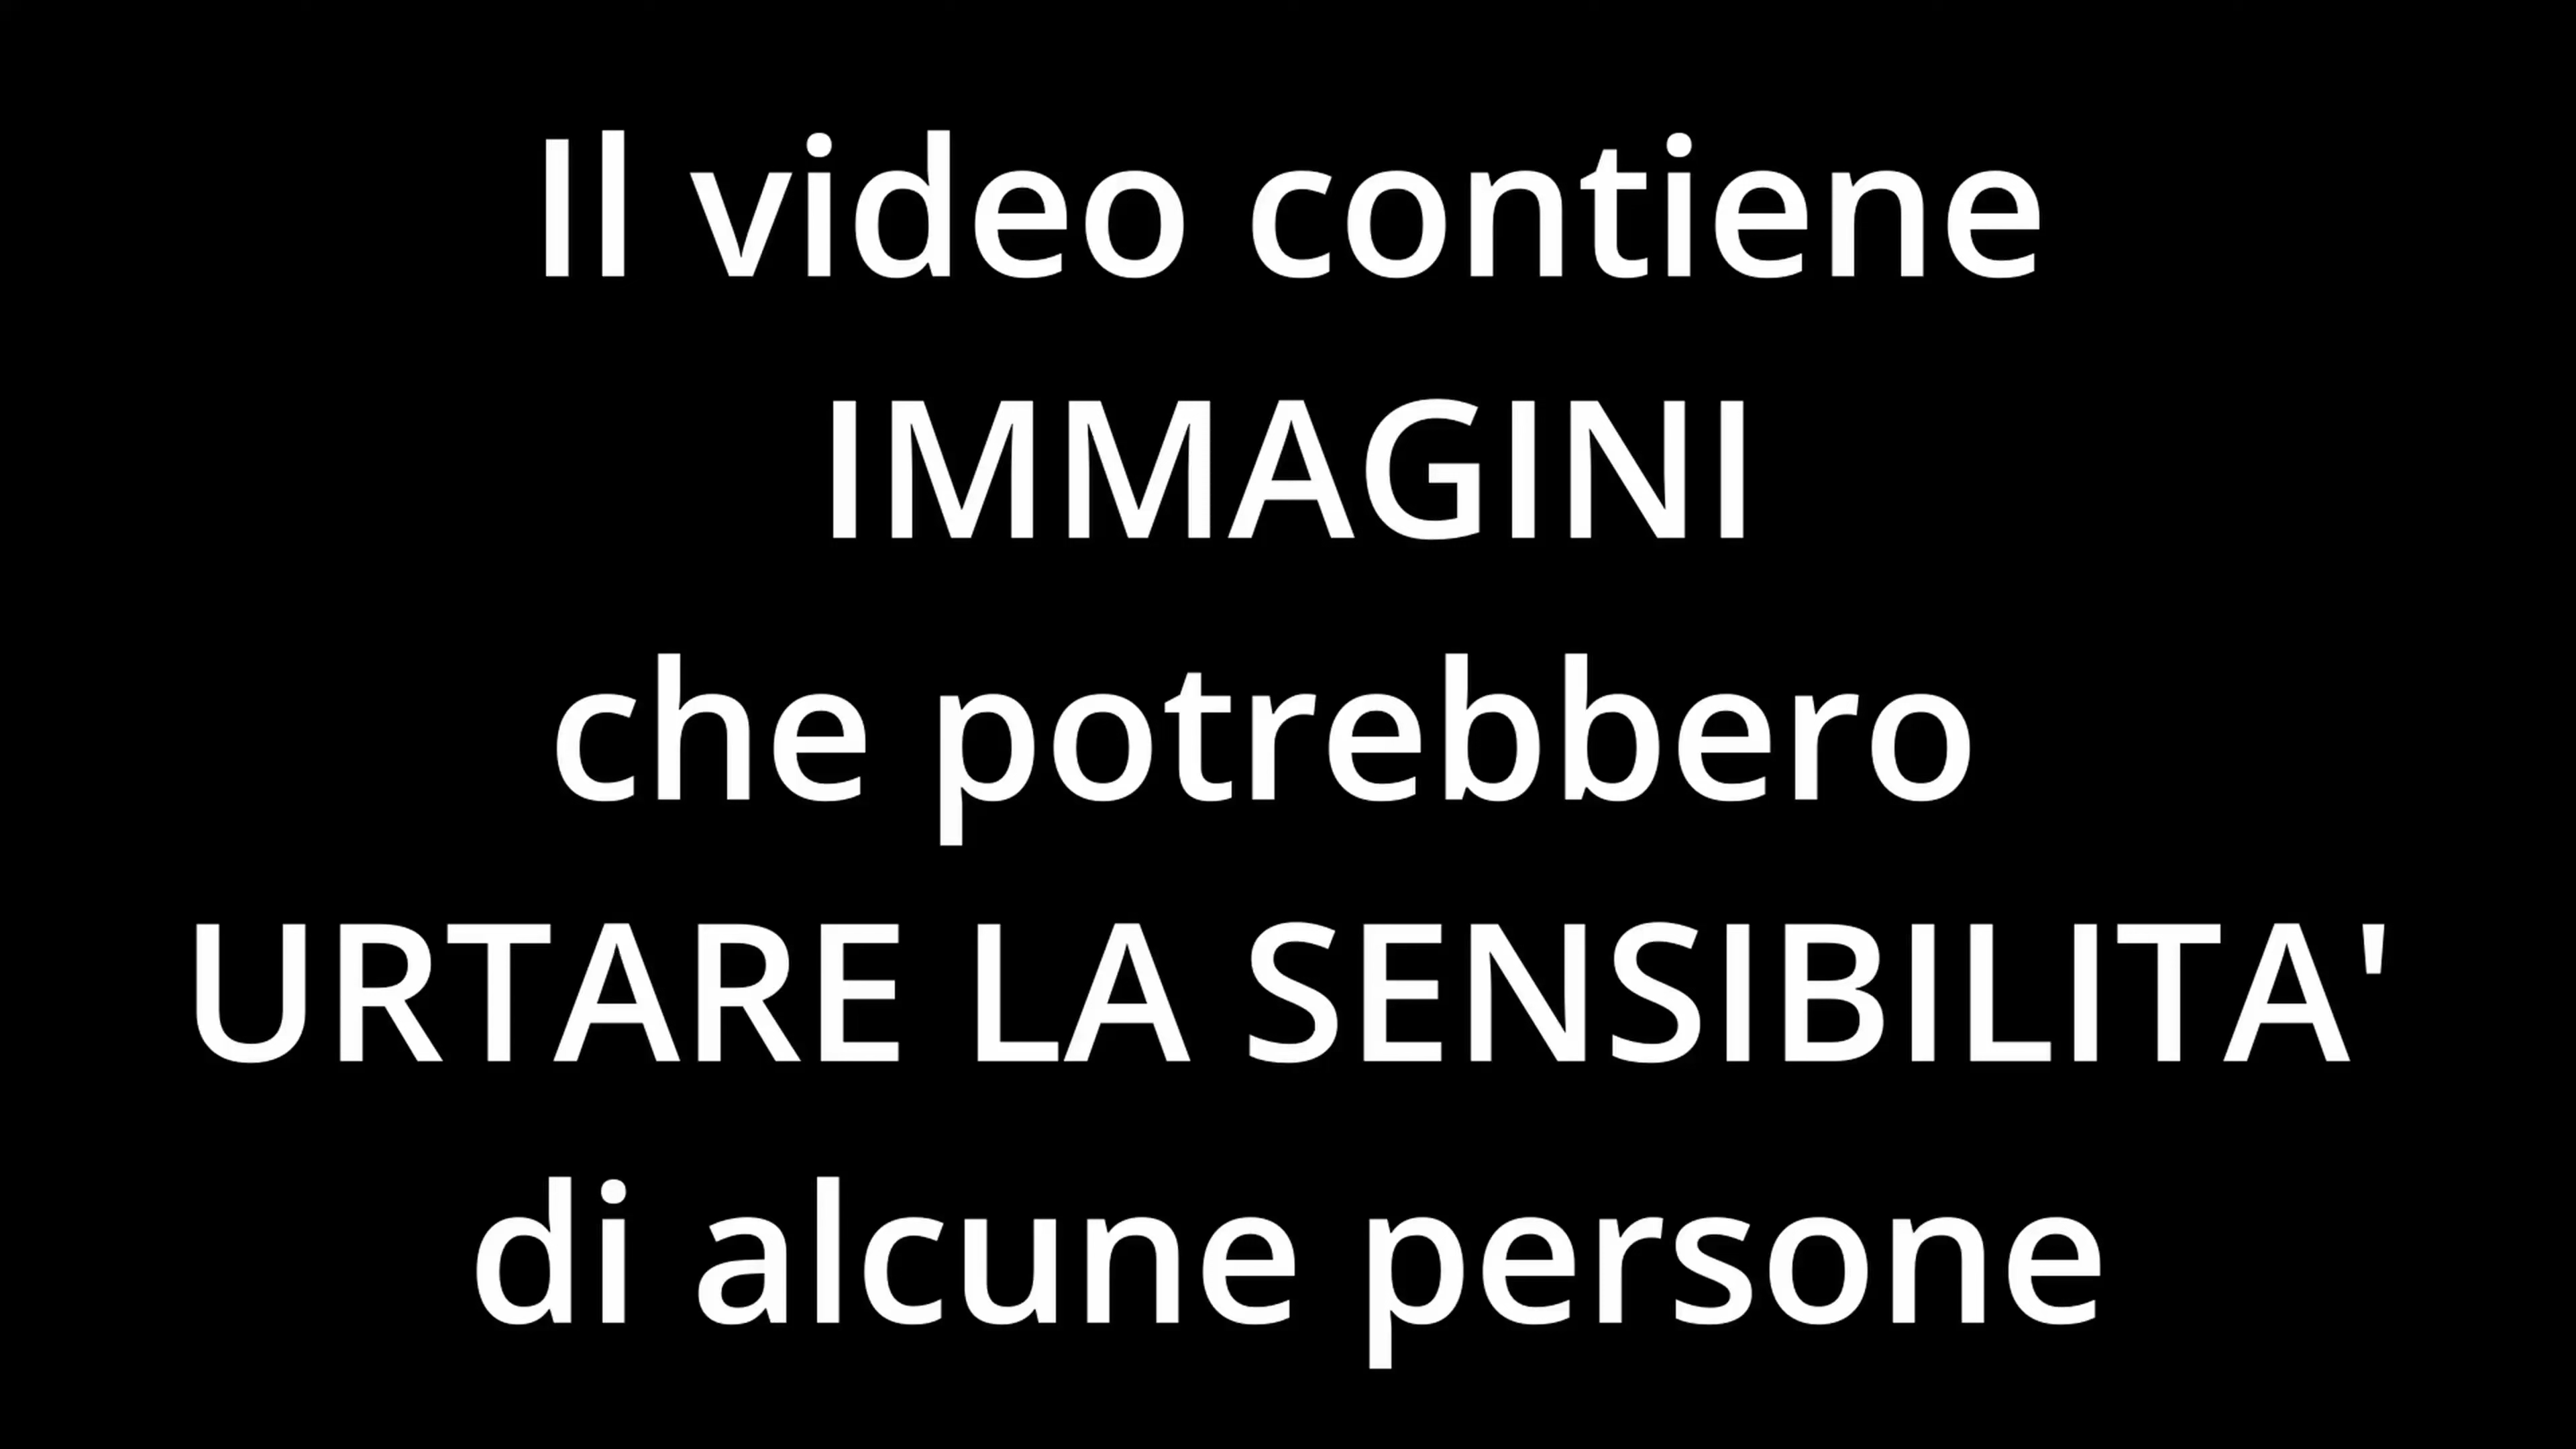 Il video contiene
IMMAGINI
che potrebbero
URTARE LA SENSIBILITA'
di alcune persone